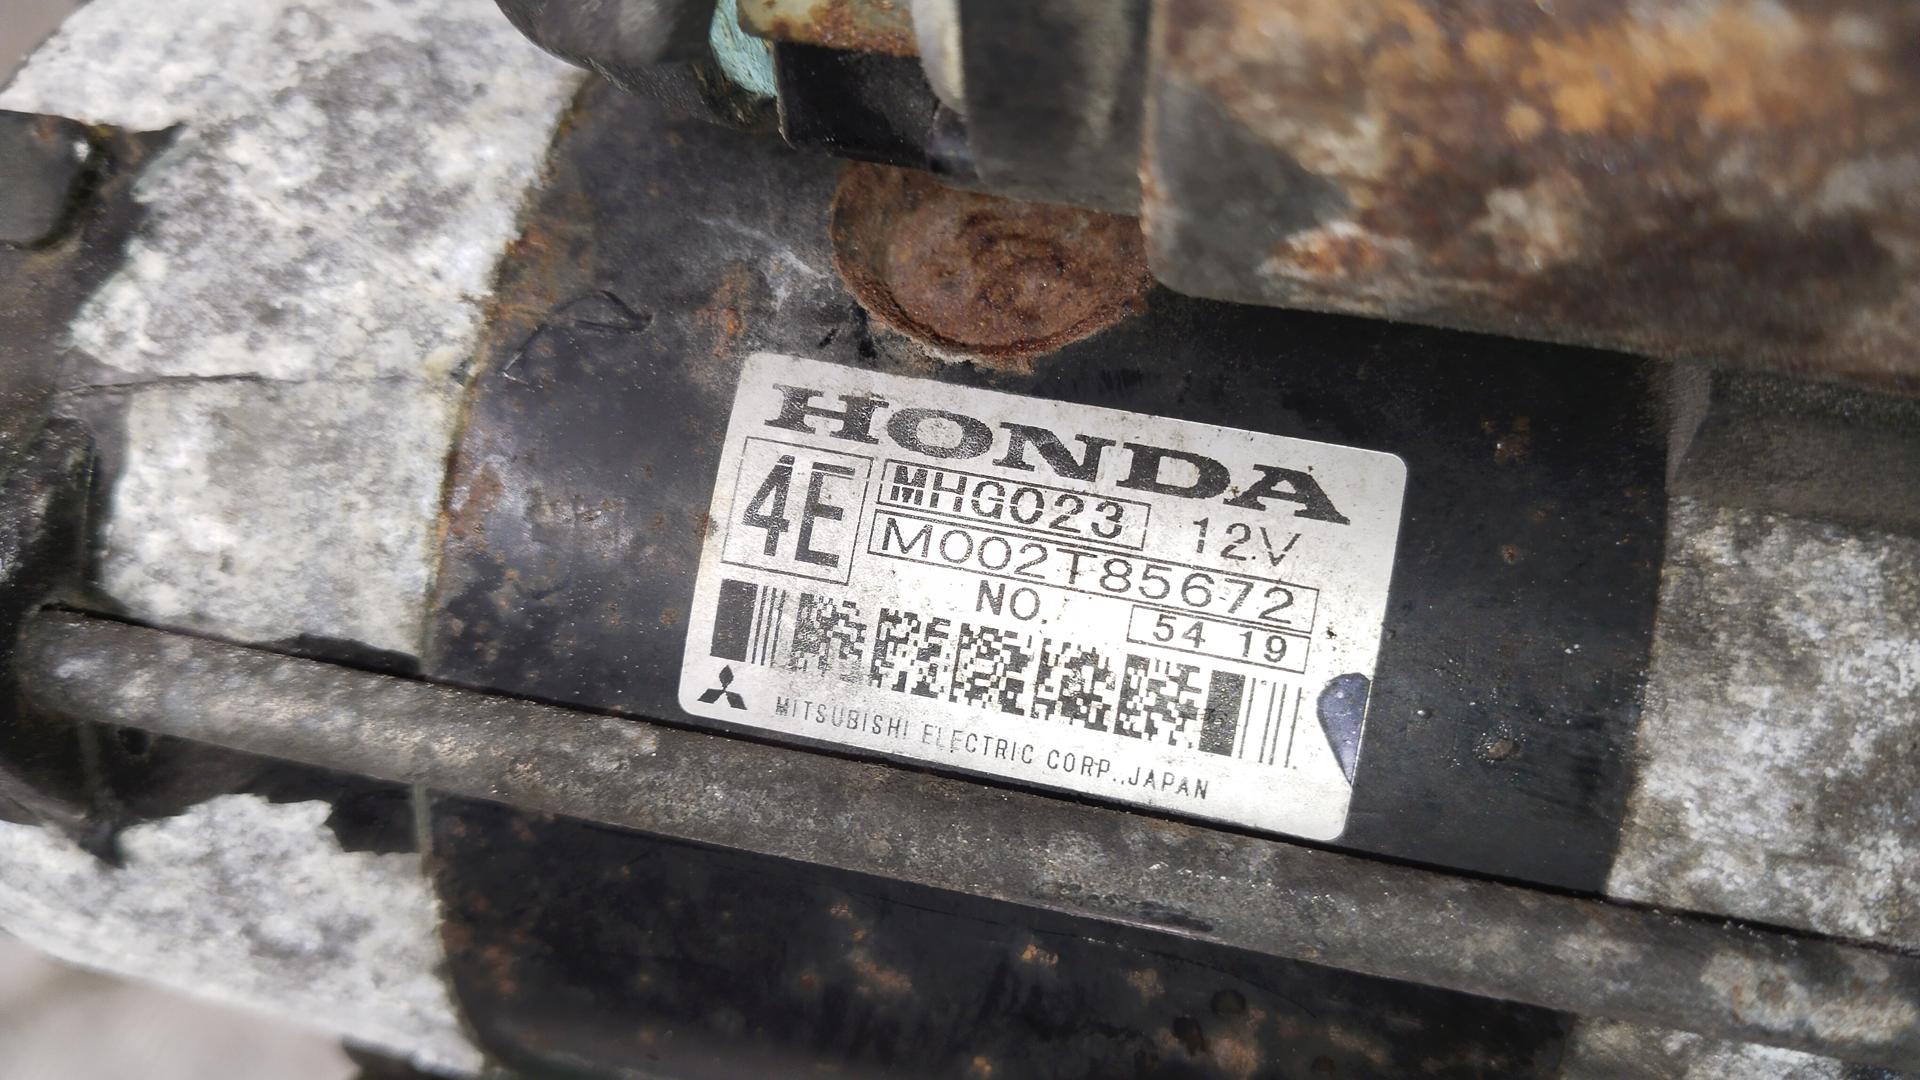 HONDA
4E
MHG023 12V
M002T85672
NO. 54 19
MITSUBISHI ELECTRIC CORP., JAPAN